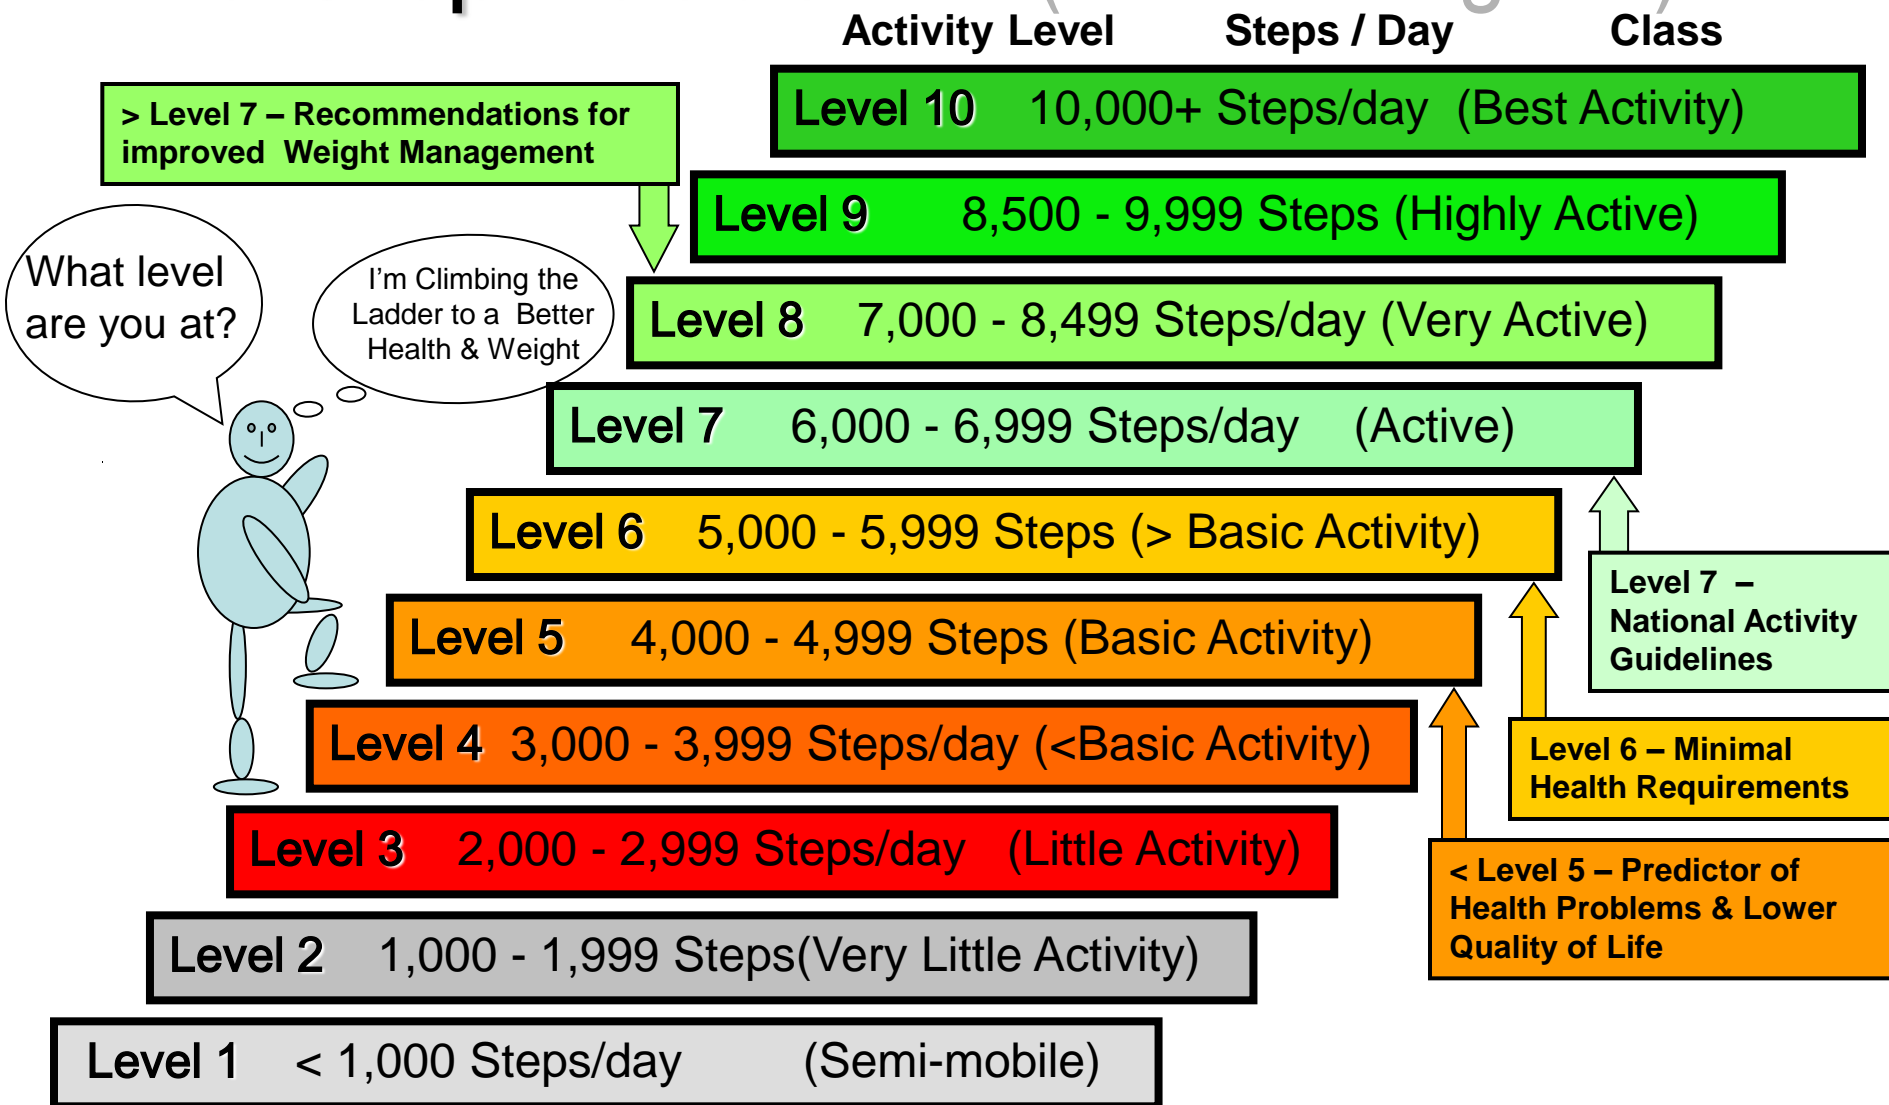 Activity Level Steps / Day Class
Level 10 10,000+ Steps/day (Best Activity)
> Level 7 – Recommendations for
improved Weight Management
Level 9 8,500 - 9,999 Steps (Highly Active)
What level
are you at?
I'm Climbing the
Ladder to a Better
Health & Weight
Level 8 7,000 - 8,499 Steps/day (Very Active)
Level 7 6,000 - 6,999 Steps/day (Active)
Level 6 5,000 - 5,999 Steps (> Basic Activity)
Level 7 –
National Activity
Guidelines
Level 5 4,000 - 4,999 Steps (Basic Activity)
Level 4 3,000 - 3,999 Steps/day (<Basic Activity)
Level 6 – Minimal
Health Requirements
Level 3 2,000 - 2,999 Steps/day (Little Activity)
< Level 5 – Predictor of
Health Problems & Lower
Quality of Life
Level 2 1,000 - 1,999 Steps(Very Little Activity)
Level 1 < 1,000 Steps/day (Semi-mobile)